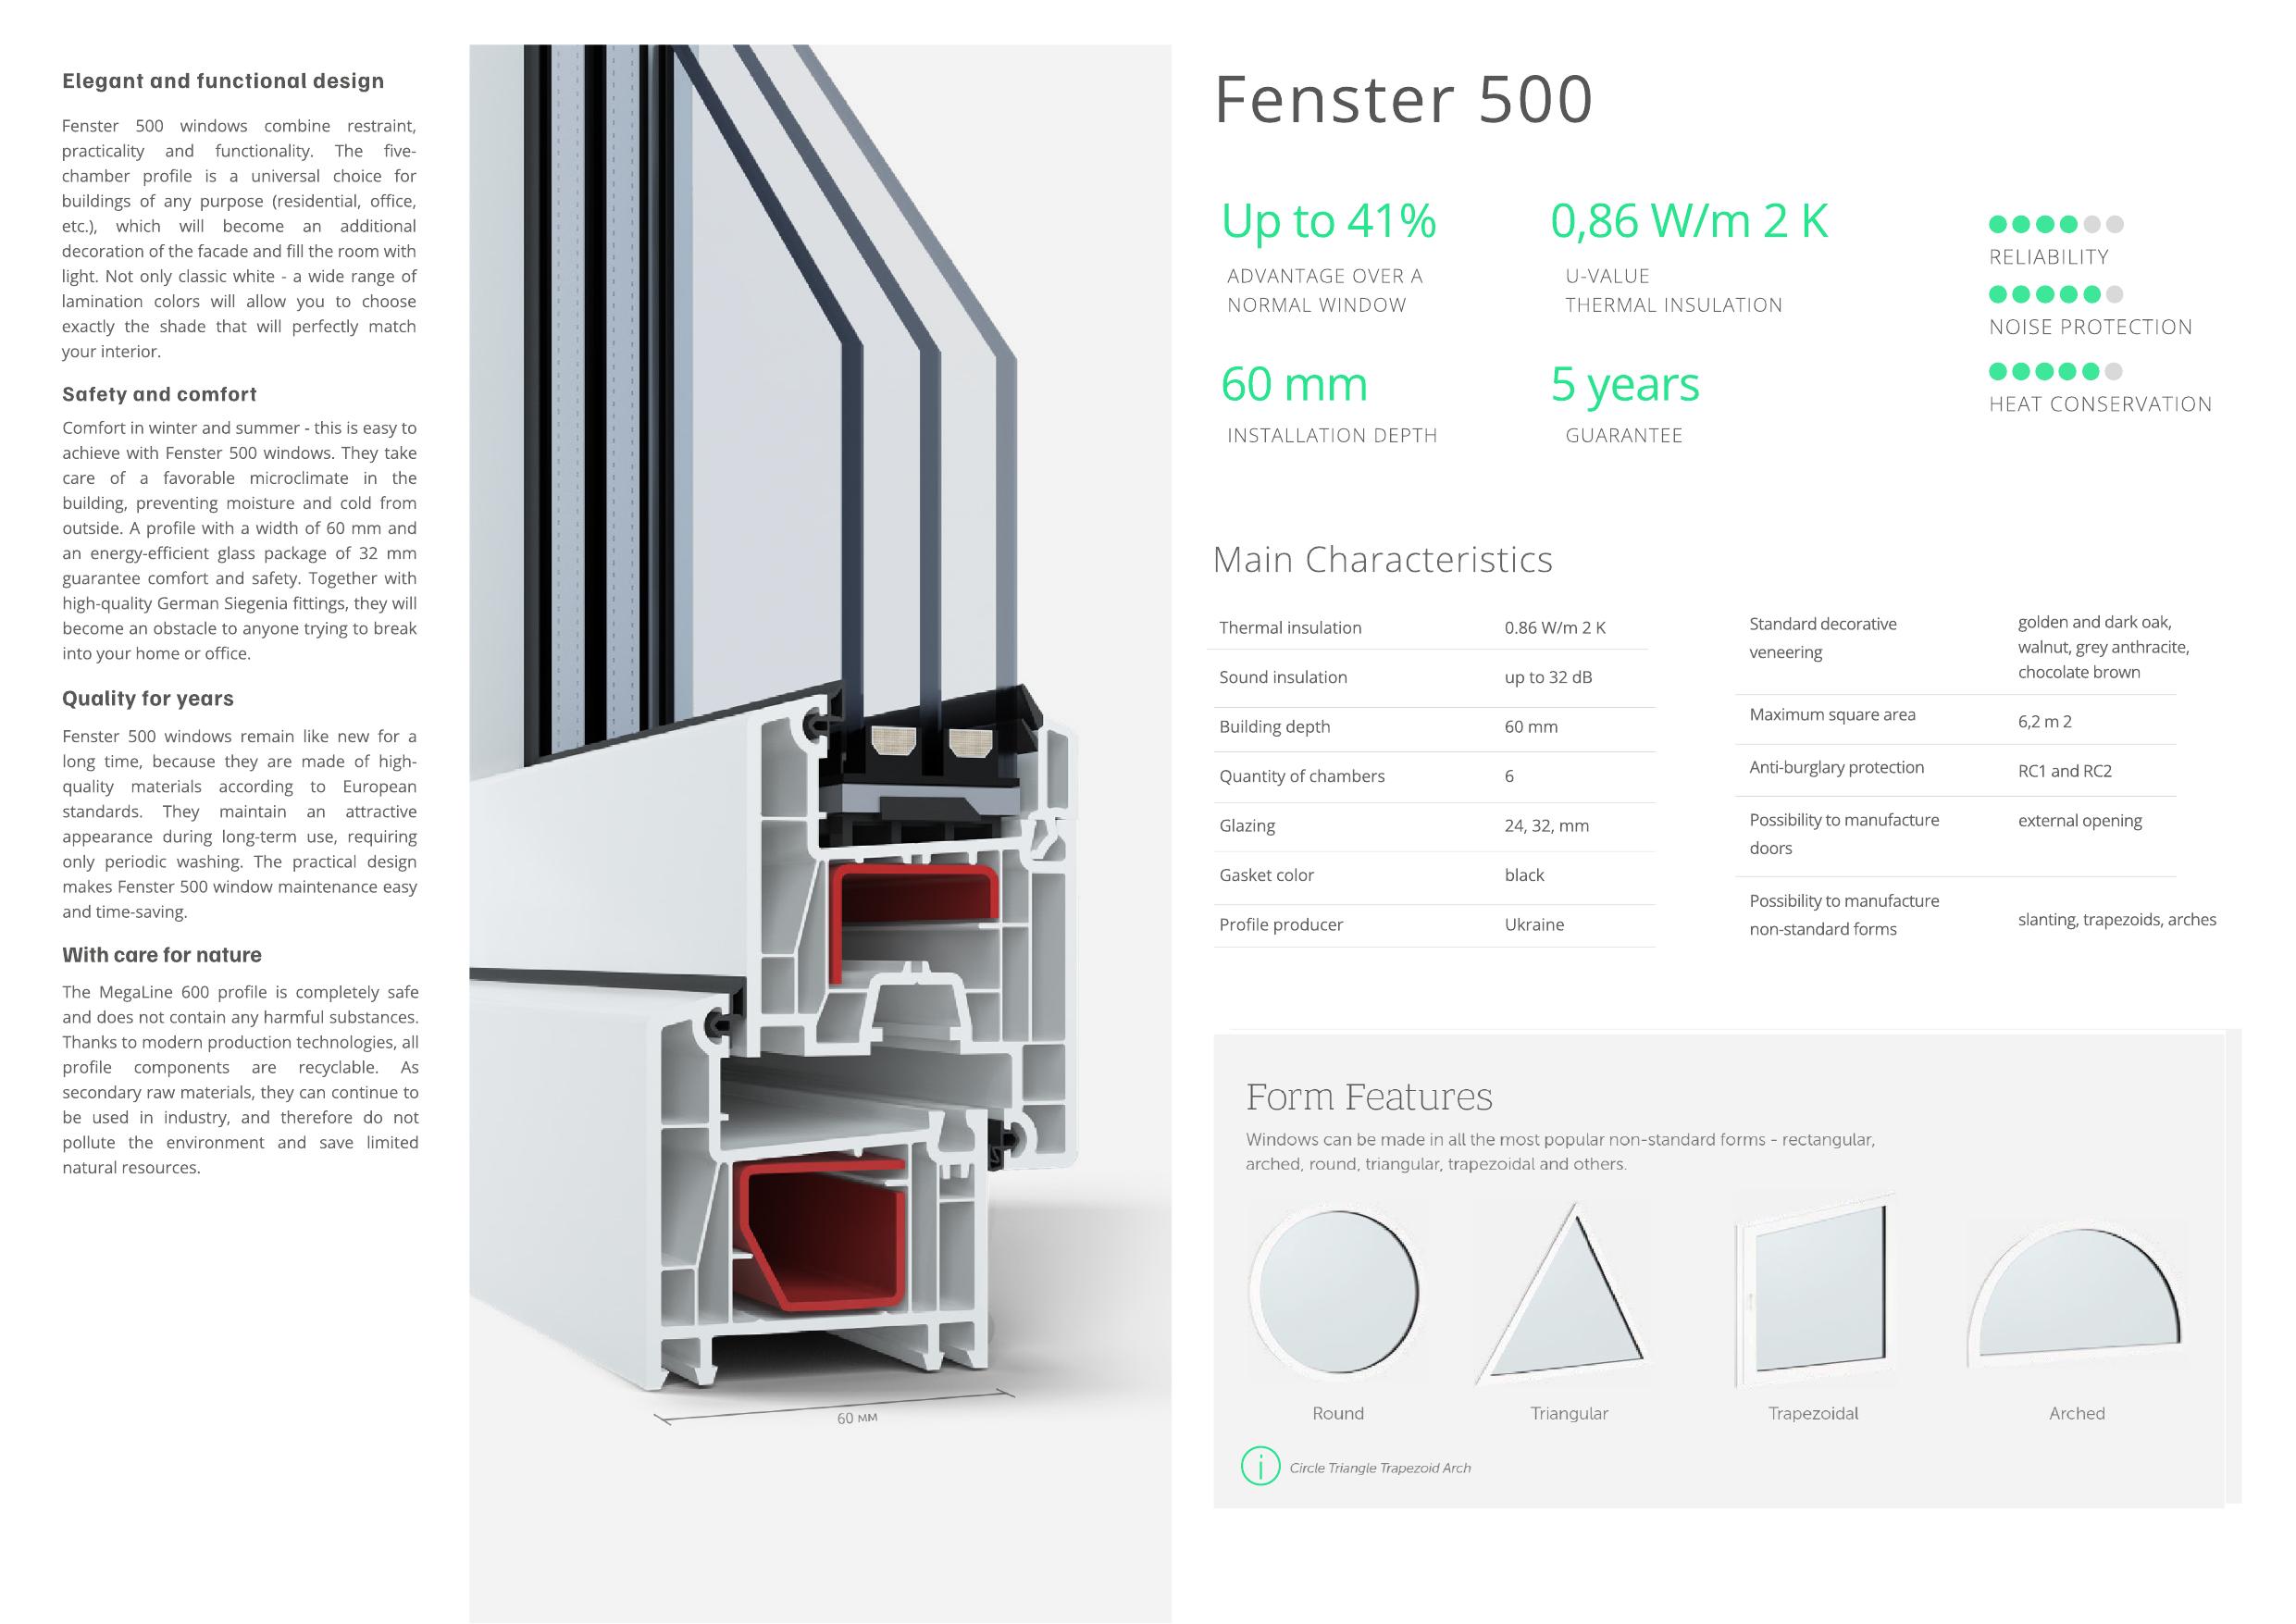 Elegant and functional design
Fenster 500 windows combine restraint,
practicality and functionality. The five-
chamber profile is a universal choice for
buildings of any purpose (residential, office,
etc.), which will become an additional
decoration of the facade and fill the room with
light. Not only classic white - a wide range of
lamination colors will allow you to choose
exactly the shade that will perfectly match
your interior.
Safety and comfort
Comfort in winter and summer - this is easy to
achieve with Fenster 500 windows. They take
care of a favorable microclimate in the
building, preventing moisture and cold from
outside. A profile with a width of 60 mm and
an energy-efficient glass package of 32 mm
guarantee comfort and safety. Together with
high-quality German Siegenia fittings, they will
become an obstacle to anyone trying to break
into your home or office.
Quality for years
Fenster 500 windows remain like new for a
long time, because they are made of high-
quality materials according to European
standards. They maintain an attractive
appearance during long-term use, requiring
only periodic washing. The practical design
makes Fenster 500 window maintenance easy
and time-saving.
With care for nature
The MegaLine 600 profile is completely safe
and does not contain any harmful substances.
Thanks to modern production technologies, all
profile components are recyclable. As
secondary raw materials, they can continue to
be used in industry, and therefore do not
pollute the environment and save limited
natural resources.
60 мм
Fenster 500
Up to 41%
ADVANTAGE OVER A
NORMAL WINDOW
0,86 W/m 2 K
U-VALUE
THERMAL INSULATION
60 mm
INSTALLATION DEPTH
5 years
GUARANTEE
RELIABILITY
NOISE PROTECTION
HEAT CONSERVATION
Main Characteristics
Thermal insulation 0.86 W/m 2 K
Sound insulation up to 32 dB
Building depth 60 mm
Quantity of chambers 6
Glazing 24, 32, mm
Gasket color black
Profile producer Ukraine
Standard decorative
veneering
golden and dark oak,
walnut, grey anthracite,
chocolate brown
Maximum square area 6,2 m 2
Anti-burglary protection RC1 and RC2
Possibility to manufacture
doors
external opening
Possibility to manufacture
non-standard forms
slanting, trapezoids, arches
Form Features
Windows can be made in all the most popular non-standard forms - rectangular,
arched, round, triangular, trapezoidal and others.
Round Triangular Trapezoidal Arched
i Circle Triangle Trapezoid Arch